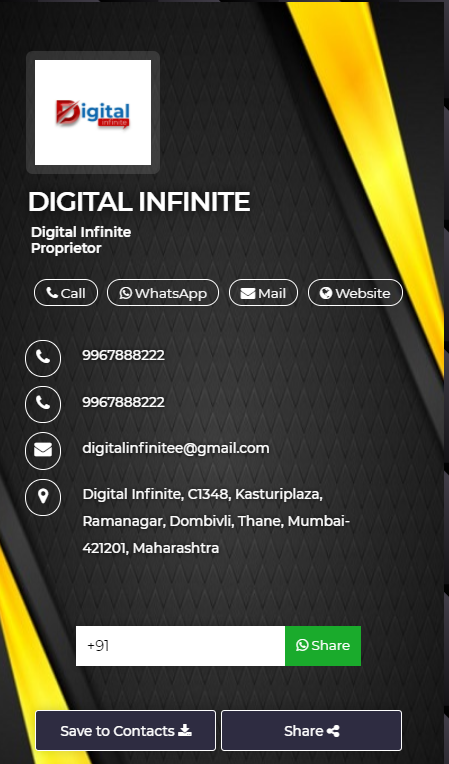 Digital
infinite
DIGITAL INFINITE
Digital Infinite
Proprietor
Call WhatsApp Mail Website
9967888222
9967888222
digitalinfinitee@gmail.com
Digital Infinite, C1348, Kasturiplaza,
Ramanagar, Dombivli, Thane, Mumbai-
421201, Maharashtra
+91 Share
Save to Contacts Share